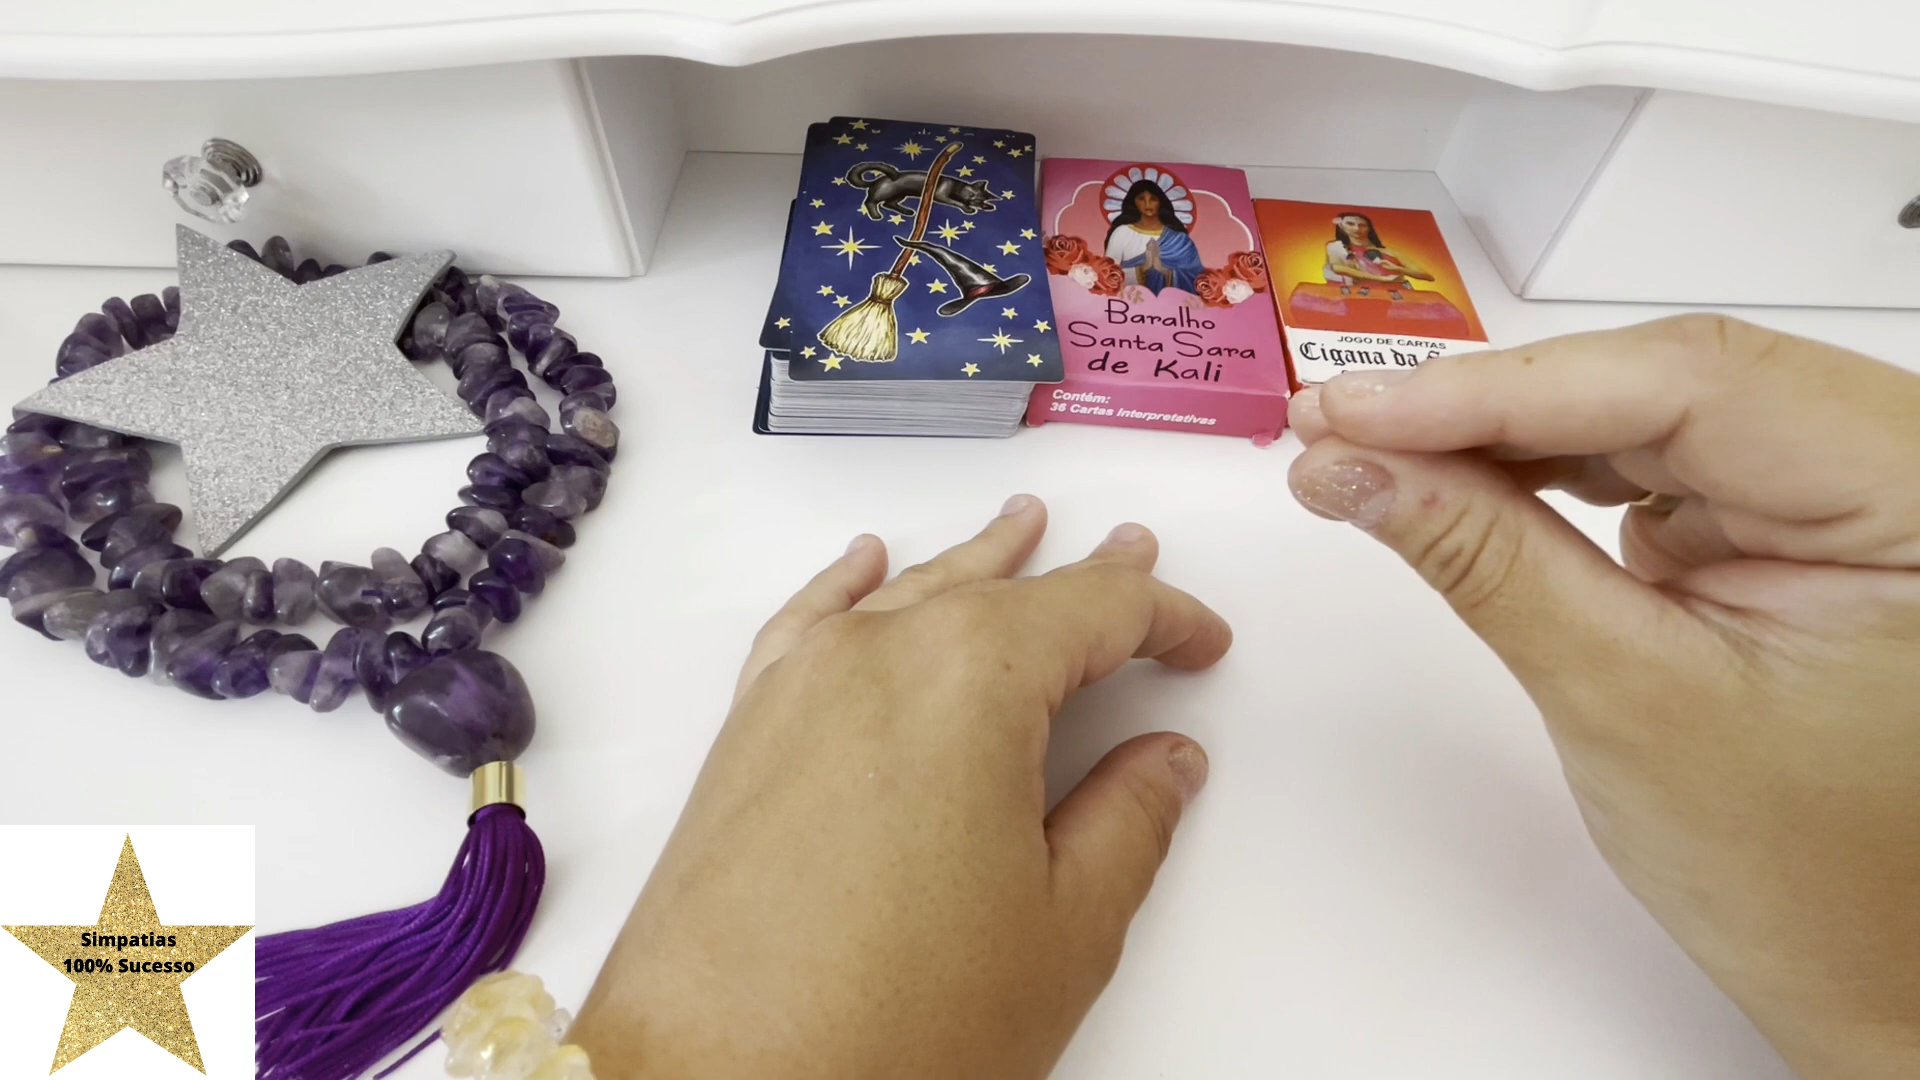 Baralho
Santa Sara
de Kali
Contém:
36 Cartas Interpretativas
JOGO DE CARTAS
Cigana da
Simpatias
100% Sucesso